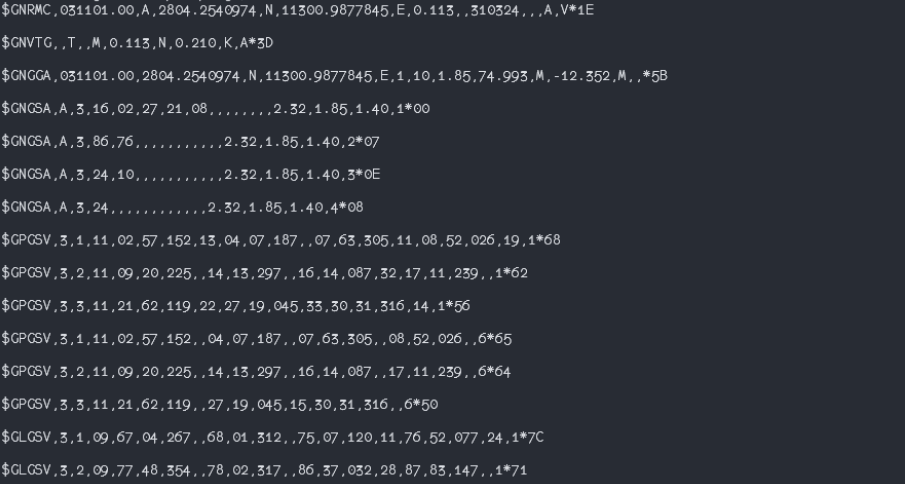 $GNRMC,031101.00,A,2804.2540974,N,11300.9877845,E,0.113,,310324,,,A,V*1E
$GNVTG,,T,,M,0.113,N,0.210,K,A*3D
$GNGGA,031101.00,2804.2540974,N,11300.9877845,E,1,10,1.85,74.993,M,-12.352,M,,*5B
$GNGSA,A,3,16,02,27,21,08,,,,,,,,2.32,1.85,1.40,1*00
$GNGSA,A,3,86,76,,,,,,,,,,,2.32,1.85,1.40,2*07
$GNGSA,A,3,24,10,,,,,,,,,,,2.32,1.85,1.40,3*0E
$GNGSA,A,3,24,,,,,,,,,,,,2.32,1.85,1.40,4*08
$GPGSV,3,1,11,02,57,152,13,04,07,187,,07,63,305,11,08,52,026,19,1*68
$GPGSV,3,2,11,09,20,225,,14,13,297,,16,14,087,32,17,11,239,,1*62
$GPGSV,3,3,11,21,62,119,22,27,19,045,33,30,31,316,14,1*56
$GPGSV,3,1,11,02,57,152,,04,07,187,,07,63,305,,08,52,026,,6*65
$GPGSV,3,2,11,09,20,225,,14,13,297,,16,14,087,,17,11,239,,6*64
$GPGSV,3,3,11,21,62,119,,27,19,045,15,30,31,316,,6*50
$GLGSV,3,1,09,67,04,267,,68,01,312,,75,07,120,11,76,52,077,24,1*7C
$GLGSV,3,2,09,77,48,354,,78,02,317,,86,37,032,28,87,83,147,,1*71